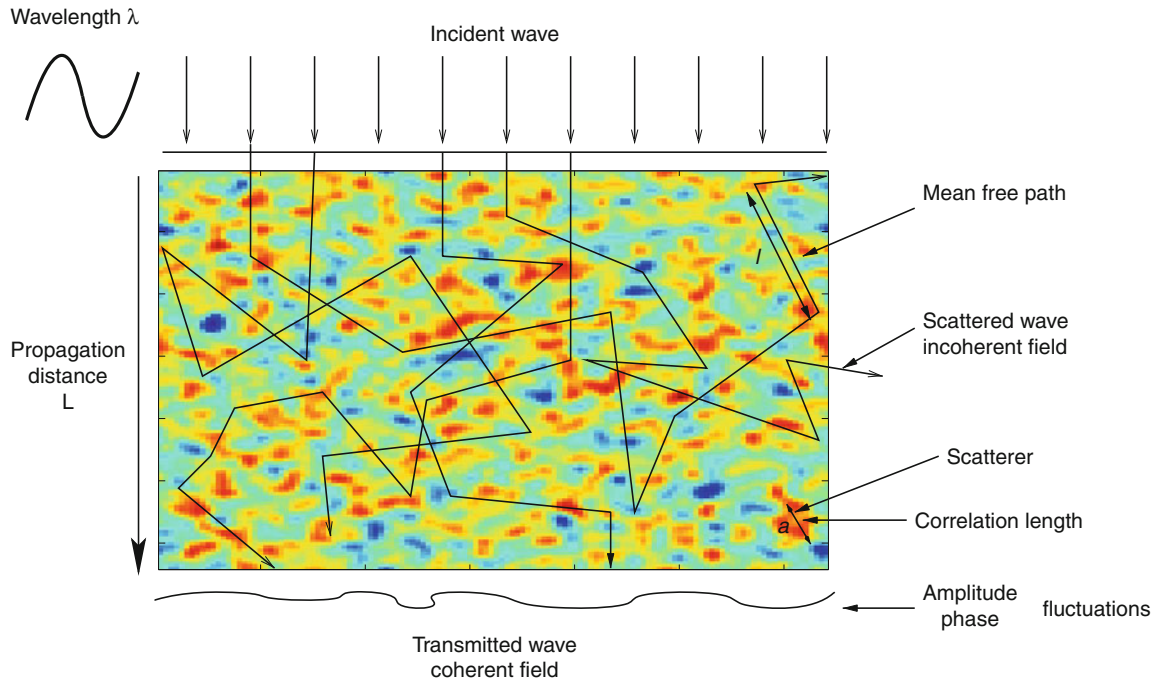 Wavelength λ
Incident wave
Mean free path
l
Scattered wave
incoherent field
Propagation
distance
L
Scatterer
a
Correlation length
Amplitude
phase
fluctuations
Transmitted wave
coherent field